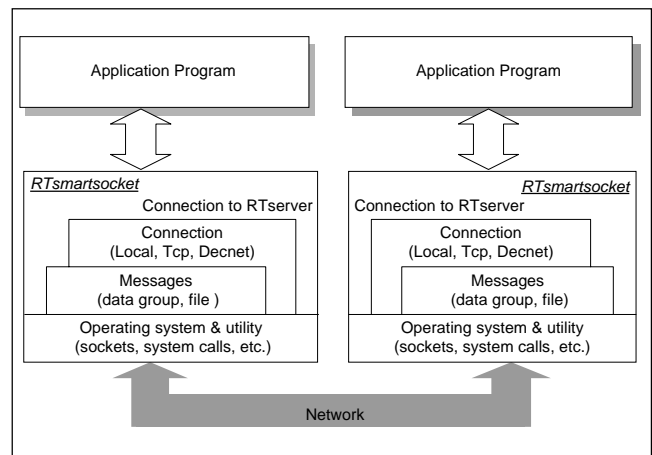 Application Program
Application Program
RTsmartsocket
Connection to RTserver
Connection
(Local, Tcp, Decnet)
Messages
(data group, file )
Operating system & utility
(sockets, system calls, etc.)
RTsmartsocket
Connection to RTserver
Connection
(Local, Tcp, Decnet)
Messages
(data group, file)
Operating system & utility
(sockets, system calls, etc.)
Network